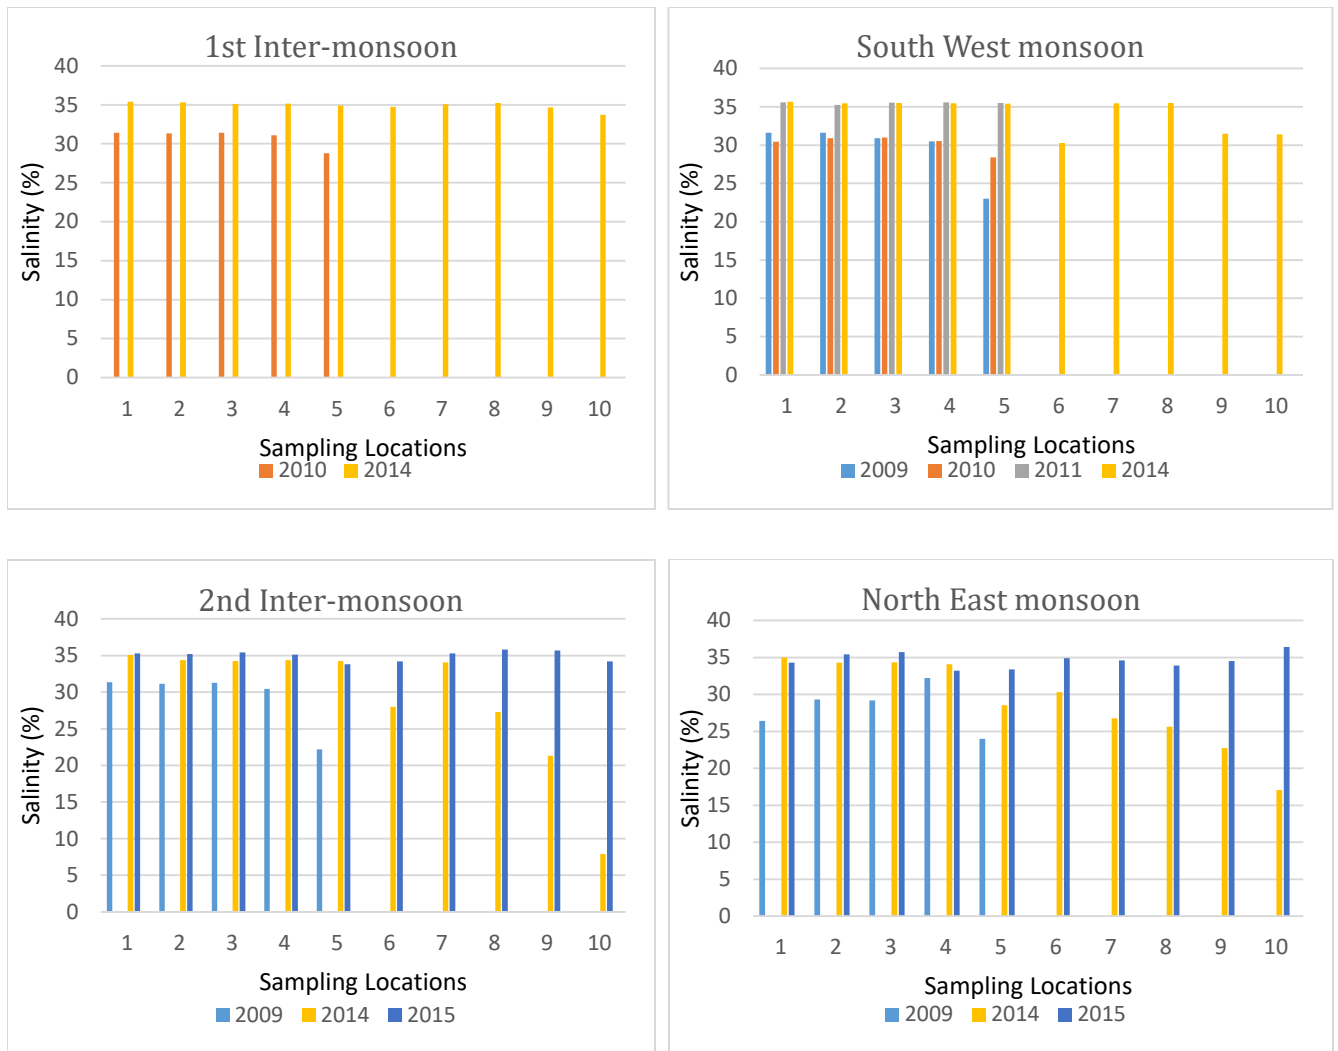 1st Inter-monsoon
40
35
30
25
20
15
10
5
0
Salinity (%)
1 2 3 4 5 6 7 8 9 10
Sampling Locations
2010 2014
South West monsoon
40
35
30
25
20
15
10
5
0
Salinity (%)
1 2 3 4 5 6 7 8 9 10
Sampling Locations
2009 2010 2011 2014
2nd Inter-monsoon
40
35
30
25
20
15
10
5
0
Salinity (%)
1 2 3 4 5 6 7 8 9 10
Sampling Locations
2009 2014 2015
North East monsoon
40
35
30
25
20
15
10
5
0
Salinity (%)
1 2 3 4 5 6 7 8 9 10
Sampling Locations
2009 2014 2015